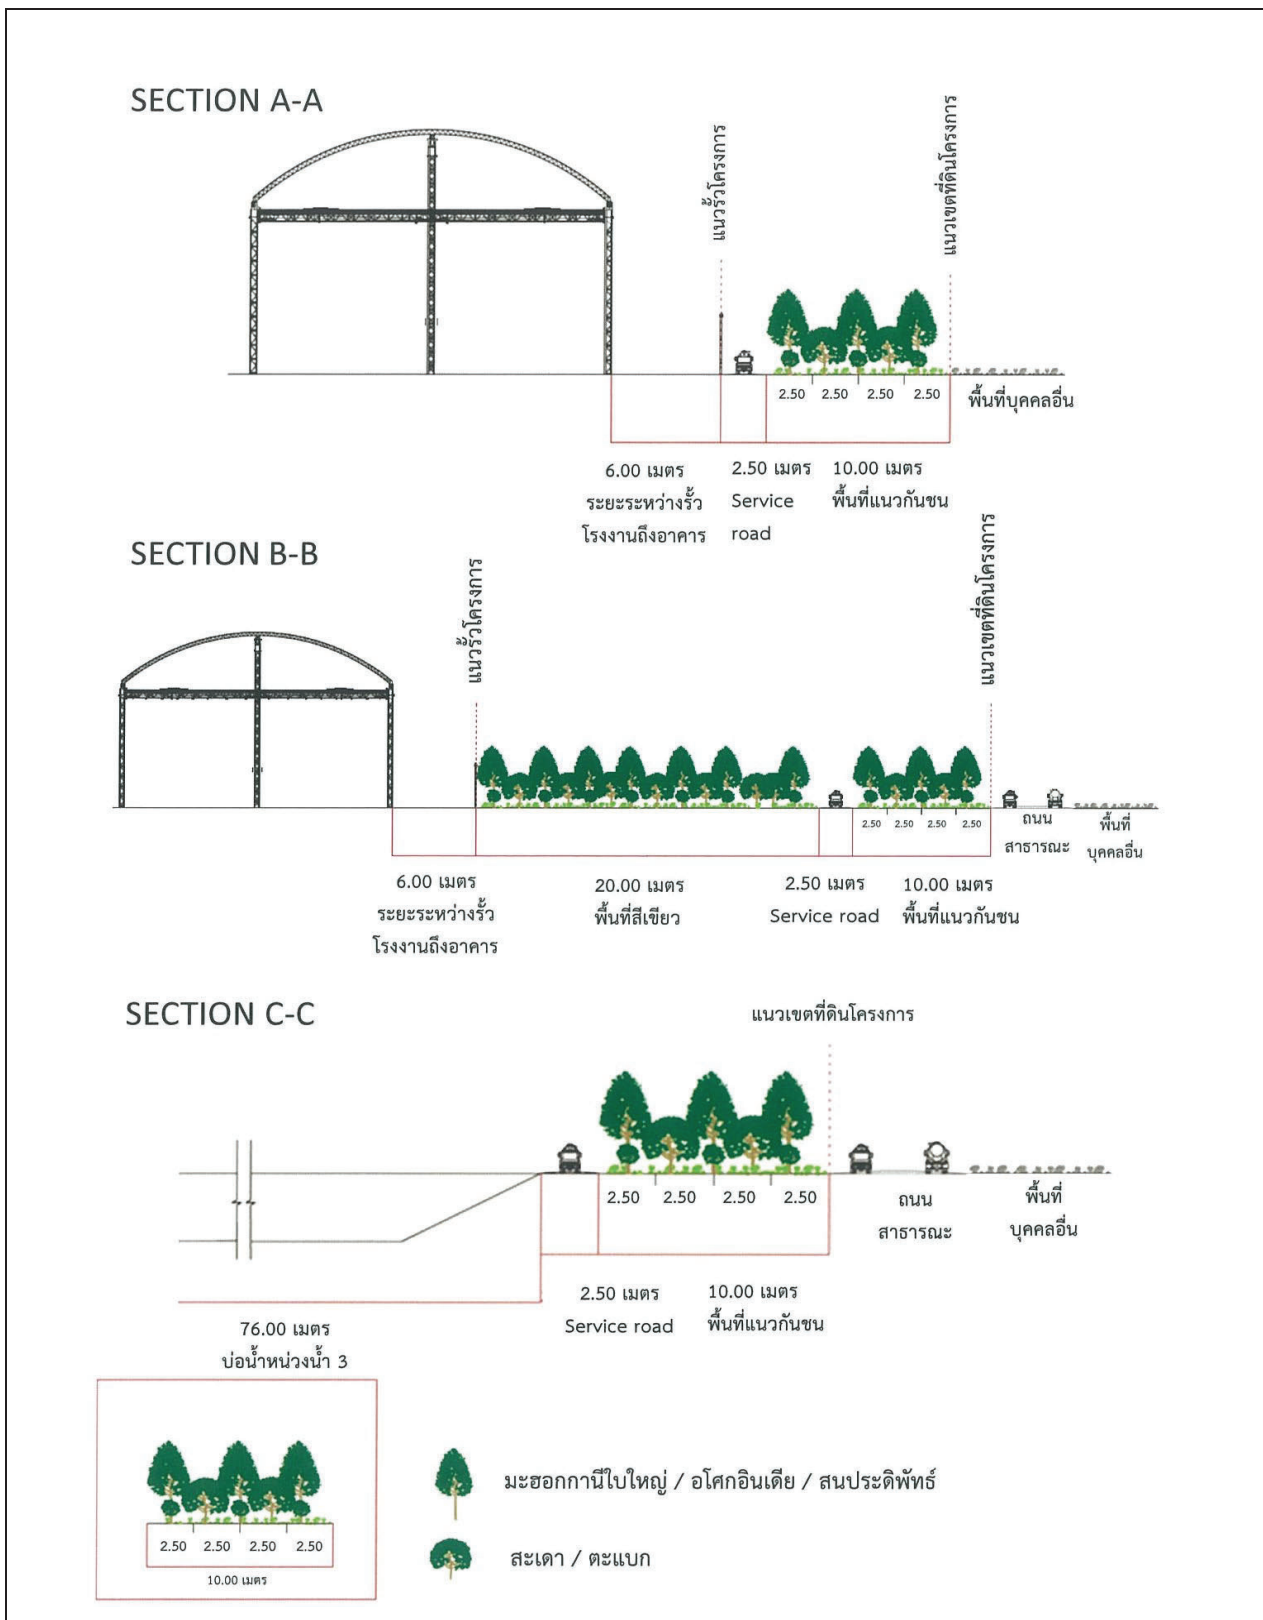 SECTION A-A
แนวรั้วโครงการ
แนวเขตที่ดินโครงการ
2.50 2.50 2.50 2.50
พื้นที่บุคคลอื่น
6.00 เมตร
ระยะระหว่างรั้ว
โรงงานถึงอาคาร
2.50 เมตร
Service
road
10.00 เมตร
พื้นที่แนวกันชน
SECTION B-B
แนวรั้วโครงการ
แนวเขตที่ดินโครงการ
2.50 2.50 2.50 2.50
ถนน
สาธารณะ
พื้นที่
บุคคลอื่น
6.00 เมตร
ระยะระหว่างรั้ว
โรงงานถึงอาคาร
20.00 เมตร
พื้นที่สีเขียว
2.50 เมตร
Service road
10.00 เมตร
พื้นที่แนวกันชน
SECTION C-C
แนวเขตที่ดินโครงการ
2.50 2.50 2.50 2.50
ถนน
สาธารณะ
พื้นที่
บุคคลอื่น
2.50 เมตร
Service road
10.00 เมตร
พื้นที่แนวกันชน
76.00 เมตร
บ่อน้ำหน่วงน้ำ 3
2.50 2.50 2.50 2.50
10.00 เมตร
มะฮอกกานีใบใหญ่ / อโศกอินเดีย / สนประดิพัทธ์
สะเดา / ตะแบก